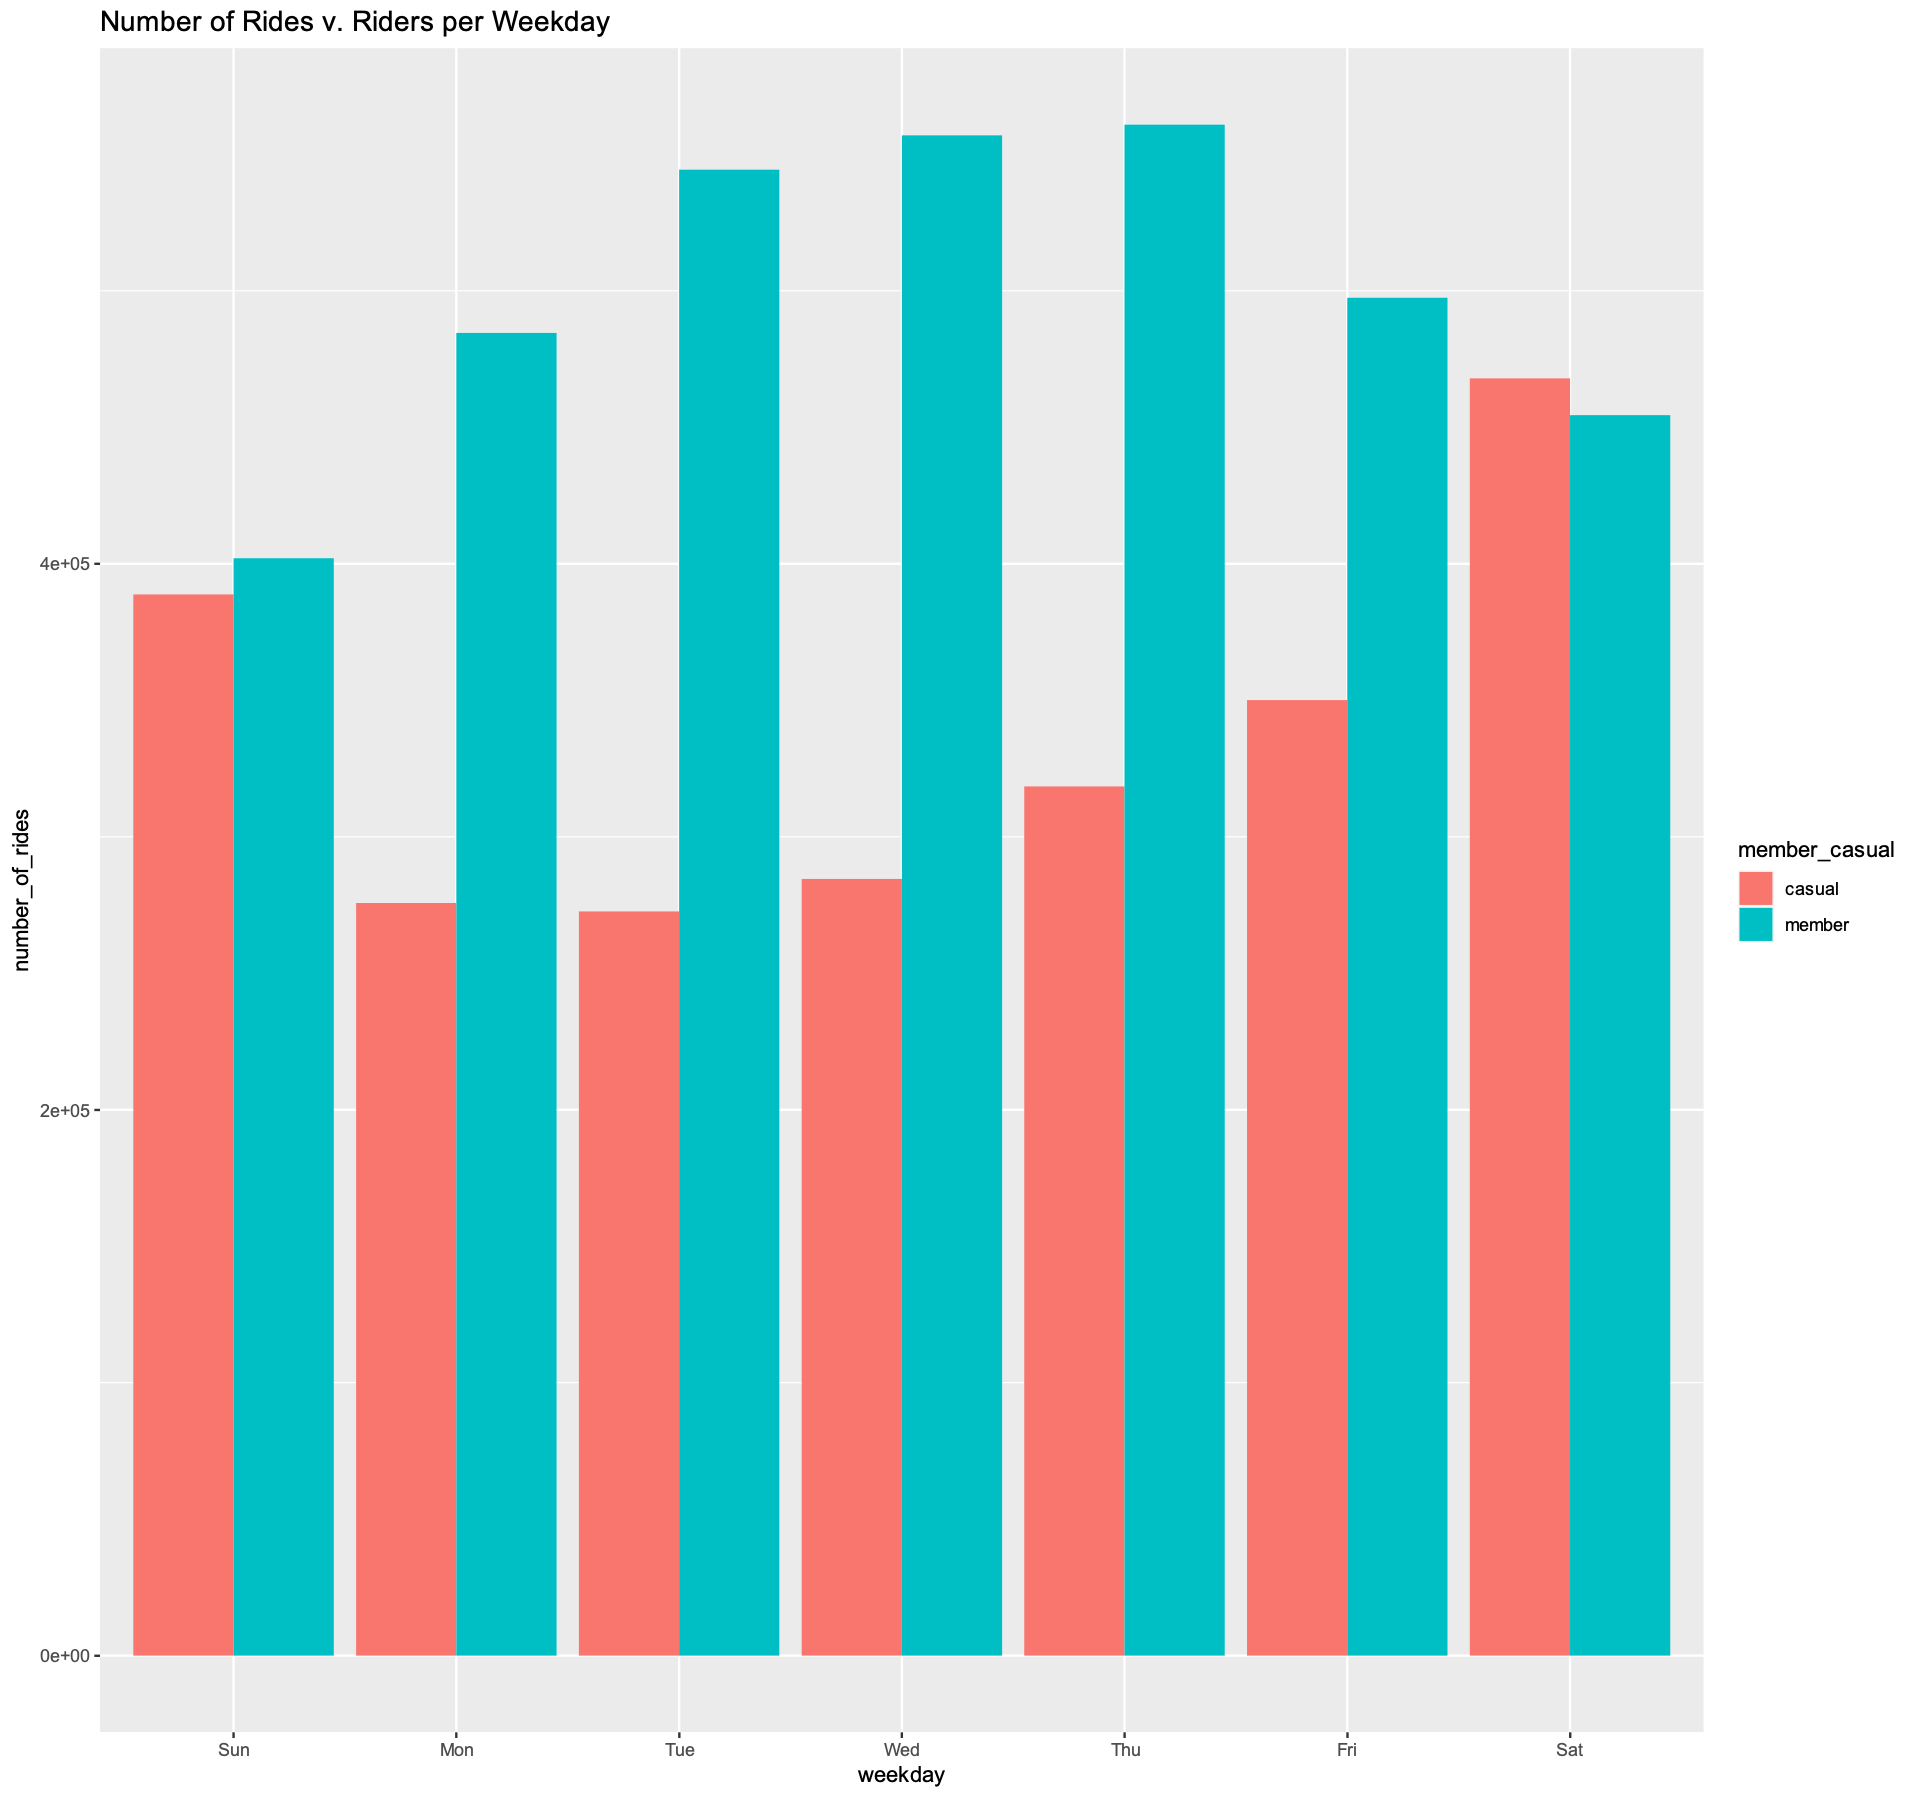 Number of Rides v. Riders per Weekday
number_of_rides
4e+05
2e+05
0e+00
Sun Mon Tue Wed Thu Fri Sat
weekday
member_casual
casual
member